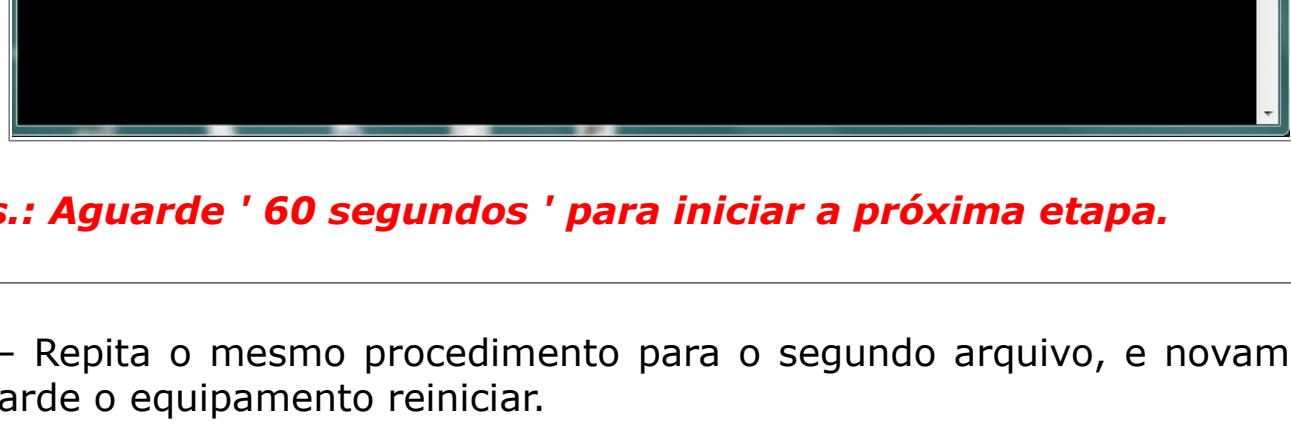 s.: Aguarde ' 60 segundos ' para iniciar a próxima etapa.
– Repita o mesmo procedimento para o segundo arquivo, e novam
arde o equipamento reiniciar.